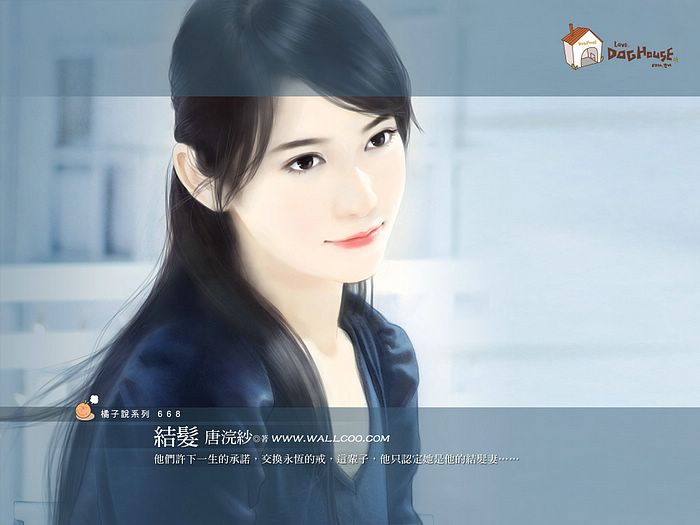 LOVE
DOGHOUSE
橘子說系列 668
結髮 唐浣紗◎著 WWW.WALLCOO.COM
他們許下一生的承諾，交換永恆的戒，這輩子，他只認定她是他的結髮妻⋯⋯